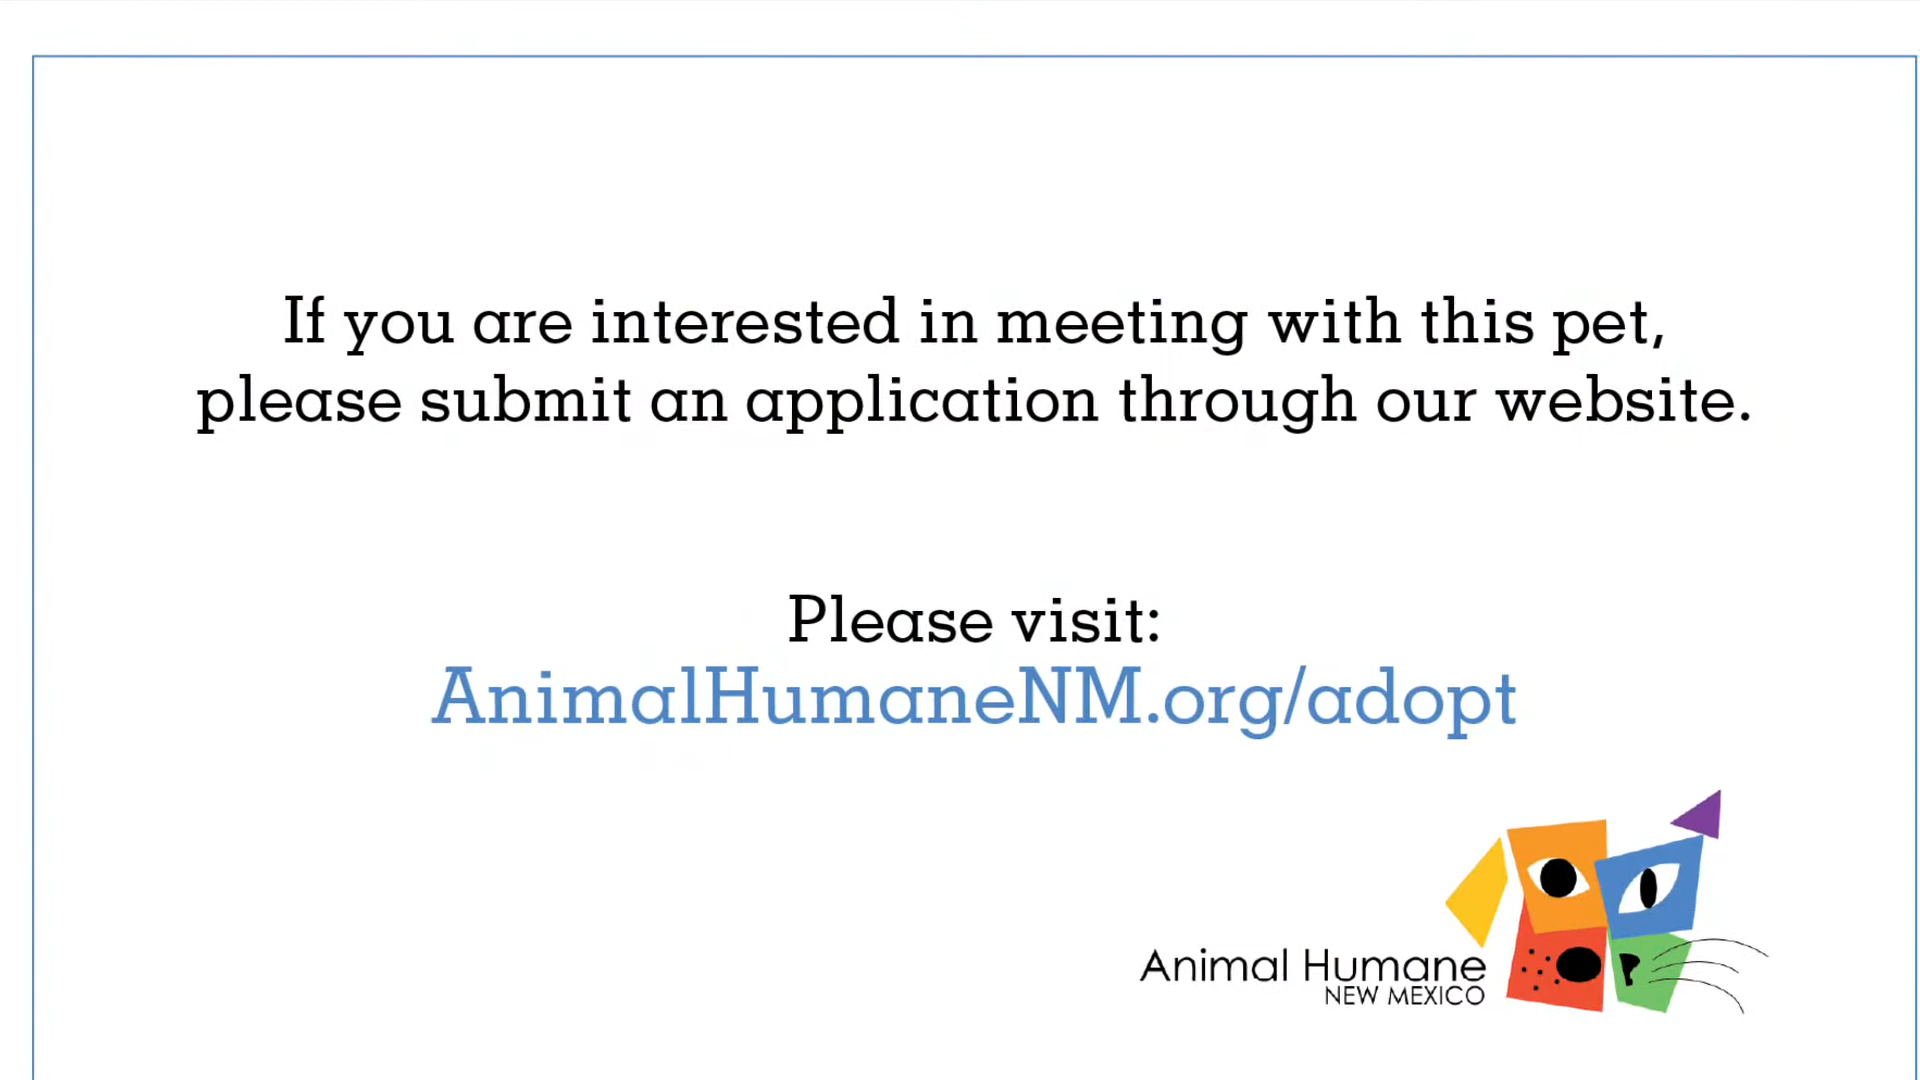 If you are interested in meeting with this pet,
please submit an application through our website.
Please visit:
AnimalHumaneNM.org/adopt
Animal Humane
NEW MEXICO